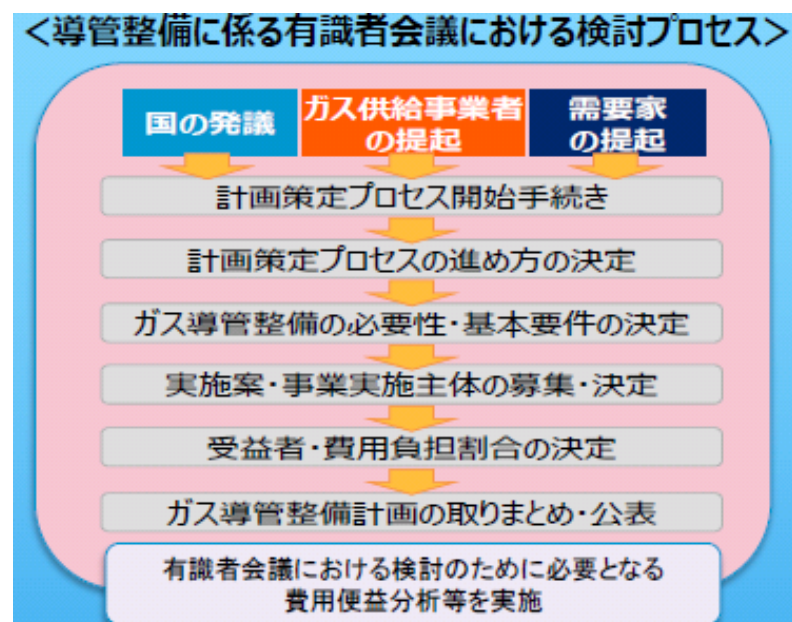 ＜導管整備に係る有識者会議における検討プロセス＞
国の発議
ガス供給事業者
の提起
需要家
の提起
計画策定プロセス開始手続き
計画策定プロセスの進め方の決定
ガス導管整備の必要性･基本要件の決定
実施案･事業実施主体の募集･決定
受益者･費用負担割合の決定
ガス導管整備計画の取りまとめ･公表
有識者会議における検討のために必要となる
費用便益分析等を実施